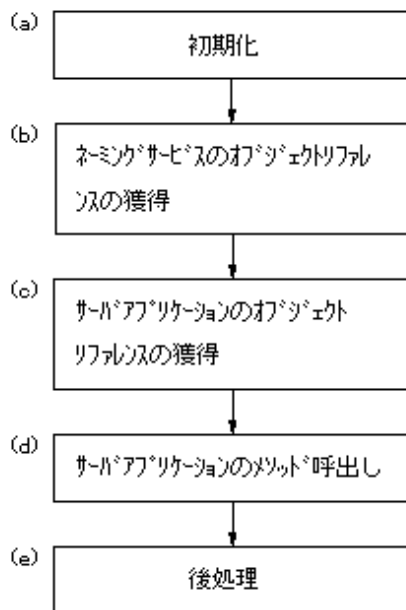 (a)
初期化
(b)
ﾈｰﾐﾝｸﾞｻｰﾋﾞｽのｵﾌﾞｼﾞｪｸﾄﾘﾌｧﾚ
ﾝｽの獲得
(c)
ｻｰﾊﾞｱﾌﾟﾘｹｰｼｮﾝのｵﾌﾞｼﾞｪｸﾄ
ﾘﾌｧﾚﾝｽの獲得
(d)
ｻｰﾊﾞｱﾌﾟﾘｹｰｼｮﾝのﾒｿｯﾄﾞ呼出し
(e)
後処理